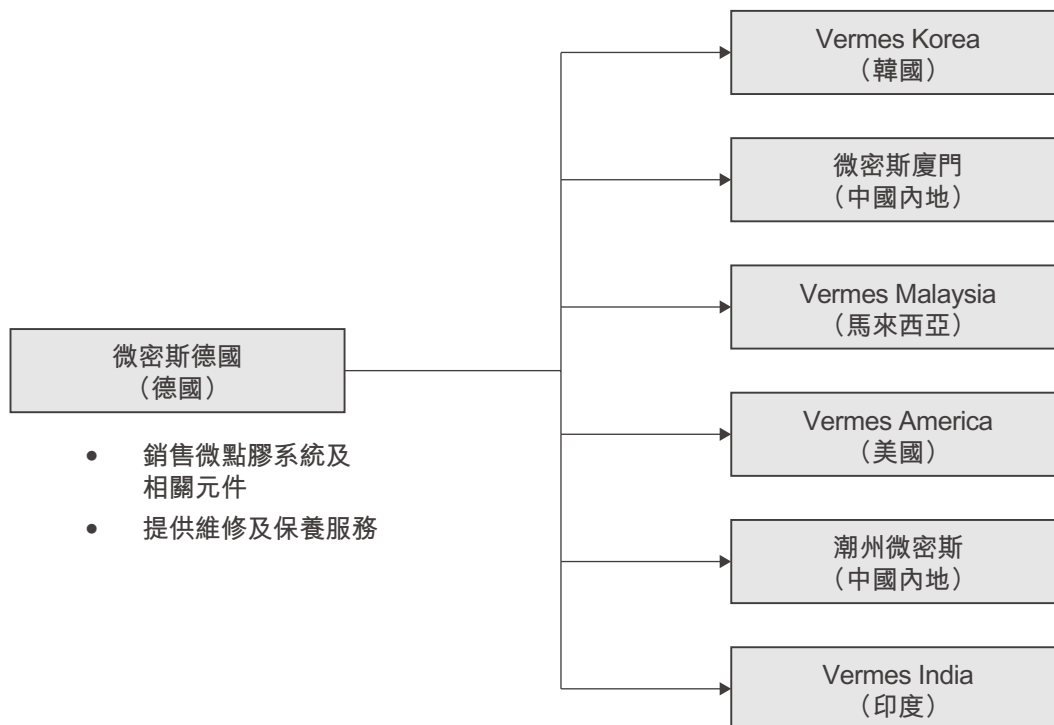 Vermes Korea
（韓國）
微密斯廈門
（中國內地）
Vermes Malaysia
（馬來西亞）
微密斯德國
（德國）
• 銷售微點膠系統及
相關元件
• 提供維修及保養服務
Vermes America
（美國）
潮州微密斯
（中國內地）
Vermes India
（印度）